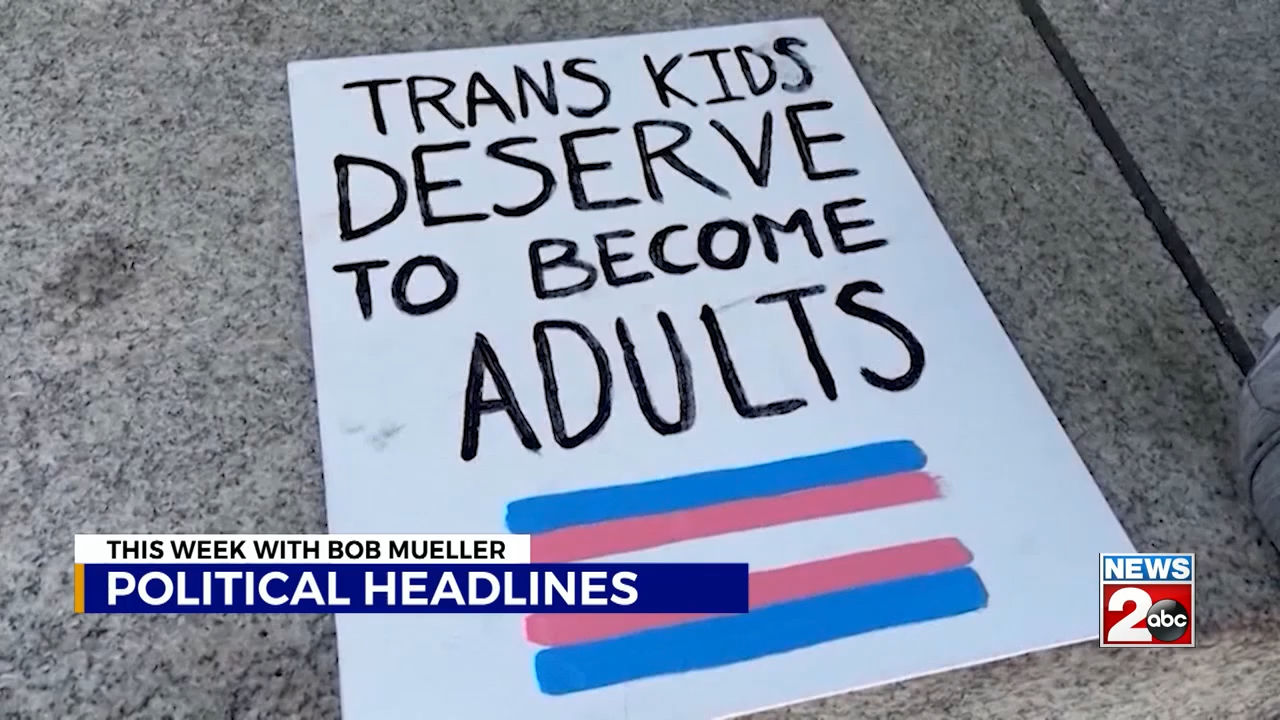 TRANS KIDS
DESERVE
TO BECOME
ADULTS
THIS WEEK WITH BOB MUELLER
POLITICAL HEADLINES
NEWS
2 abc